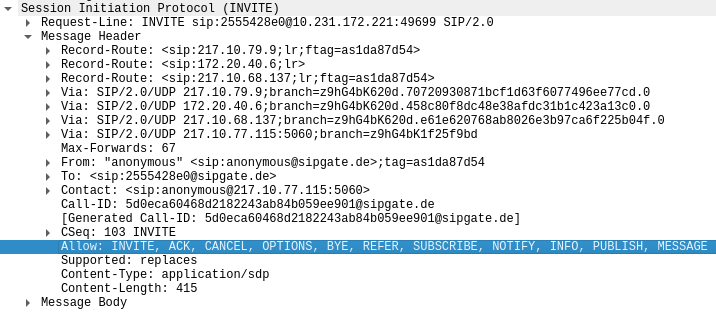 Session Initiation Protocol (INVITE)
Request-Line: INVITE sip:2555428e0@10.231.172.221:49699 SIP/2.0
Message Header
Record-Route: <sip:217.10.79.9;lr;ftag=as1da87d54>
Record-Route: <sip:172.20.40.6;lr>
Record-Route: <sip:217.10.68.137;lr;ftag=as1da87d54>
Via: SIP/2.0/UDP 217.10.79.9;branch=z9hG4bK620d.70720930871bcf1d63f6077496ee77cd.0
Via: SIP/2.0/UDP 172.20.40.6;branch=z9hG4bK620d.458c80f8dc48e38afdc31b1c423a13c0.0
Via: SIP/2.0/UDP 217.10.68.137;branch=z9hG4bK620d.e61e620768ab8026e3b97ca6f225b04f.0
Via: SIP/2.0/UDP 217.10.77.115:5060;branch=z9hG4bK1f25f9bd
Max-Forwards: 67
From: "anonymous" <sip:anonymous@sipgate.de>;tag=as1da87d54
To: <sip:2555428e0@sipgate.de>
Contact: <sip:anonymous@217.10.77.115:5060>
Call-ID: 5d0eca60468d2182243ab84b059ee901@sipgate.de
[Generated Call-ID: 5d0eca60468d2182243ab84b059ee901@sipgate.de]
CSeq: 103 INVITE
Allow: INVITE, ACK, CANCEL, OPTIONS, BYE, REFER, SUBSCRIBE, NOTIFY, INFO, PUBLISH, MESSAGE
Supported: replaces
Content-Type: application/sdp
Content-Length: 415
Message Body